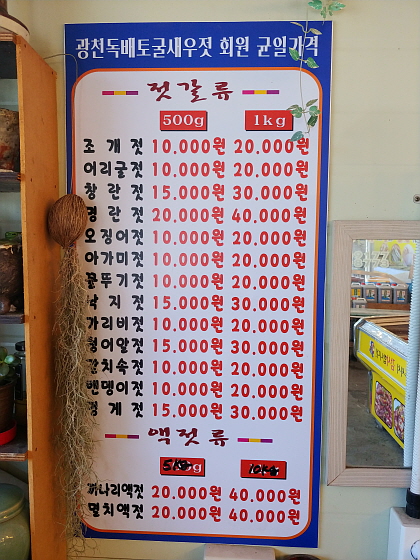 광천독배토굴새우젓 회원 균일가격
젓갈류
500g 1kg
조개젓 10.000원 20.000원
어리굴젓 10.000원 20.000원
창란젓 15.000원 30.000원
명란젓 20.000원 40.000원
오징어젓 10.000원 20.000원
아가미젓 10.000원 20.000원
꼴뚜기젓 10.000원 20.000원
낙지젓 15.000원 30.000원
가리비젓 10.000원 20.000원
청어알젓 15.000원 30.000원
갈치속젓 10.000원 20.000원
밴댕이젓 10.000원 20.000원
15.000원 30.000원
액젓류
5kg 10kg
까나리액젓 20.000원 40.000원
멸치액젓 20.000원 40.000원